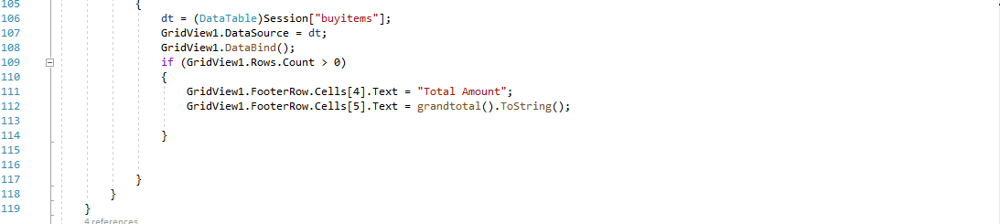 105 {
106 dt = (DataTable)Session["buyitems"];
107 GridView1.DataSource = dt;
108 GridView1.DataBind();
109 if (GridView1.Rows.Count > 0)
110 {
111 GridView1.FooterRow.Cells[4].Text = "Total Amount";
112 GridView1.FooterRow.Cells[5].Text = grandtotal().ToString();
113
114 }
115
116
117 }
118 }
119 }
4 references